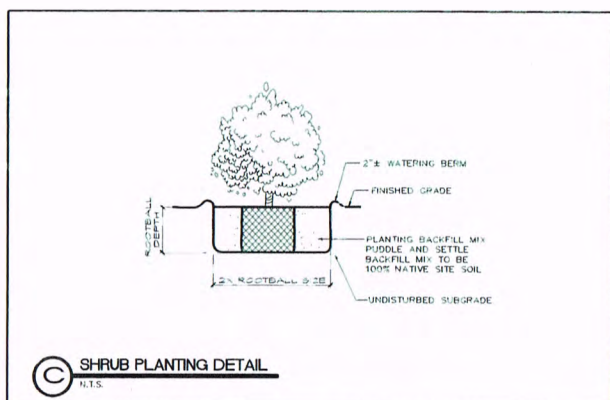 2"± WATERING BERM
FINISHED GRADE
ROOTBALL
DEPTH
PLANTING BACKFILL MIX
PUDDLE AND SETTLE
BACKFILL MIX TO BE
100% NATIVE SITE SOIL
2X ROOTBALL SIZE
UNDISTURBED SUBGRADE
C SHRUB PLANTING DETAIL
N.T.S.